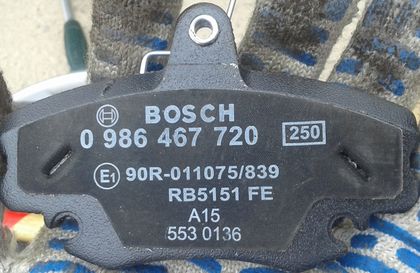 BOSCH
0 986 467 720 250
E1 90R-011075/839
RB5151 FE
A15
553 0136